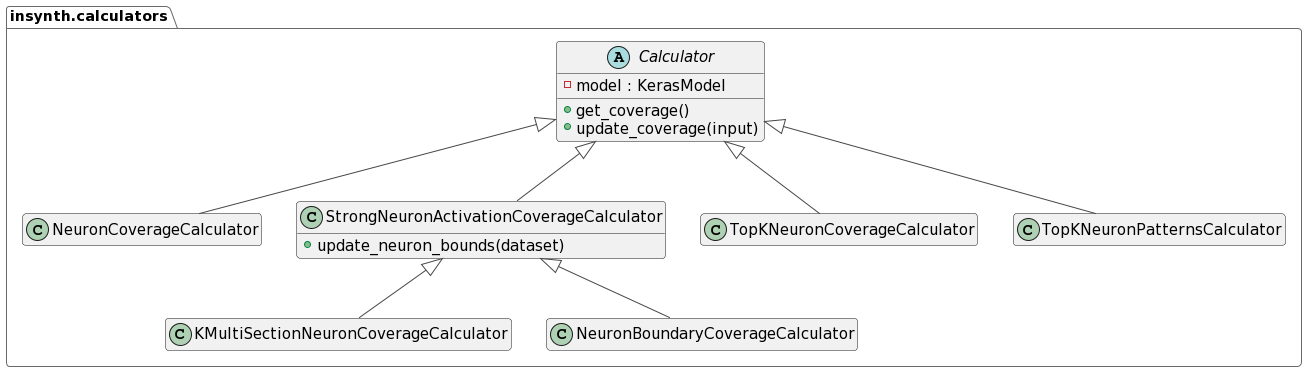 insynth.calculators
A Calculator
model : KerasModel
get_coverage()
update_coverage(input)
C NeuronCoverageCalculator
C StrongNeuronActivationCoverageCalculator
update_neuron_bounds(dataset)
C TopKNeuronCoverageCalculator
C TopKNeuronPatternsCalculator
C KMultiSectionNeuronCoverageCalculator
C NeuronBoundaryCoverageCalculator